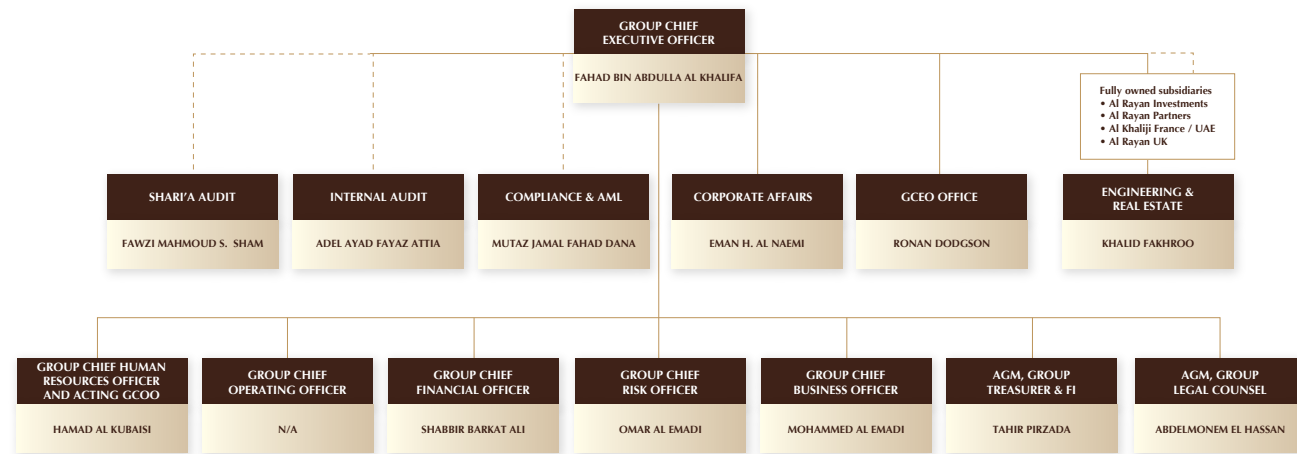 GROUP CHIEF
EXECUTIVE OFFICER
FAHAD BIN ABDULLA AL KHALIFA
Fully owned subsidiaries
• Al Rayan Investments
• Al Rayan Partners
• Al Khaliji France / UAE
• Al Rayan UK
SHARI'A AUDIT
FAWZI MAHMOUD S. SHAM
INTERNAL AUDIT
ADEL AYAD FAYAZ ATTIA
COMPLIANCE & AML
MUTAZ JAMAL FAHAD DANA
CORPORATE AFFAIRS
EMAN H. AL NAEMI
GCEO OFFICE
RONAN DODGSON
ENGINEERING &
REAL ESTATE
KHALID FAKHROO
GROUP CHIEF HUMAN
RESOURCES OFFICER
AND ACTING GCOO
HAMAD AL KUBAISI
GROUP CHIEF
OPERATING OFFICER
N/A
GROUP CHIEF
FINANCIAL OFFICER
SHABBIR BARKAT ALI
GROUP CHIEF
RISK OFFICER
OMAR AL EMADI
GROUP CHIEF
BUSINESS OFFICER
MOHAMMED AL EMADI
AGM, GROUP
TREASURER & FI
TAHIR PIRZADA
AGM, GROUP
LEGAL COUNSEL
ABDELMONEM EL HASSAN